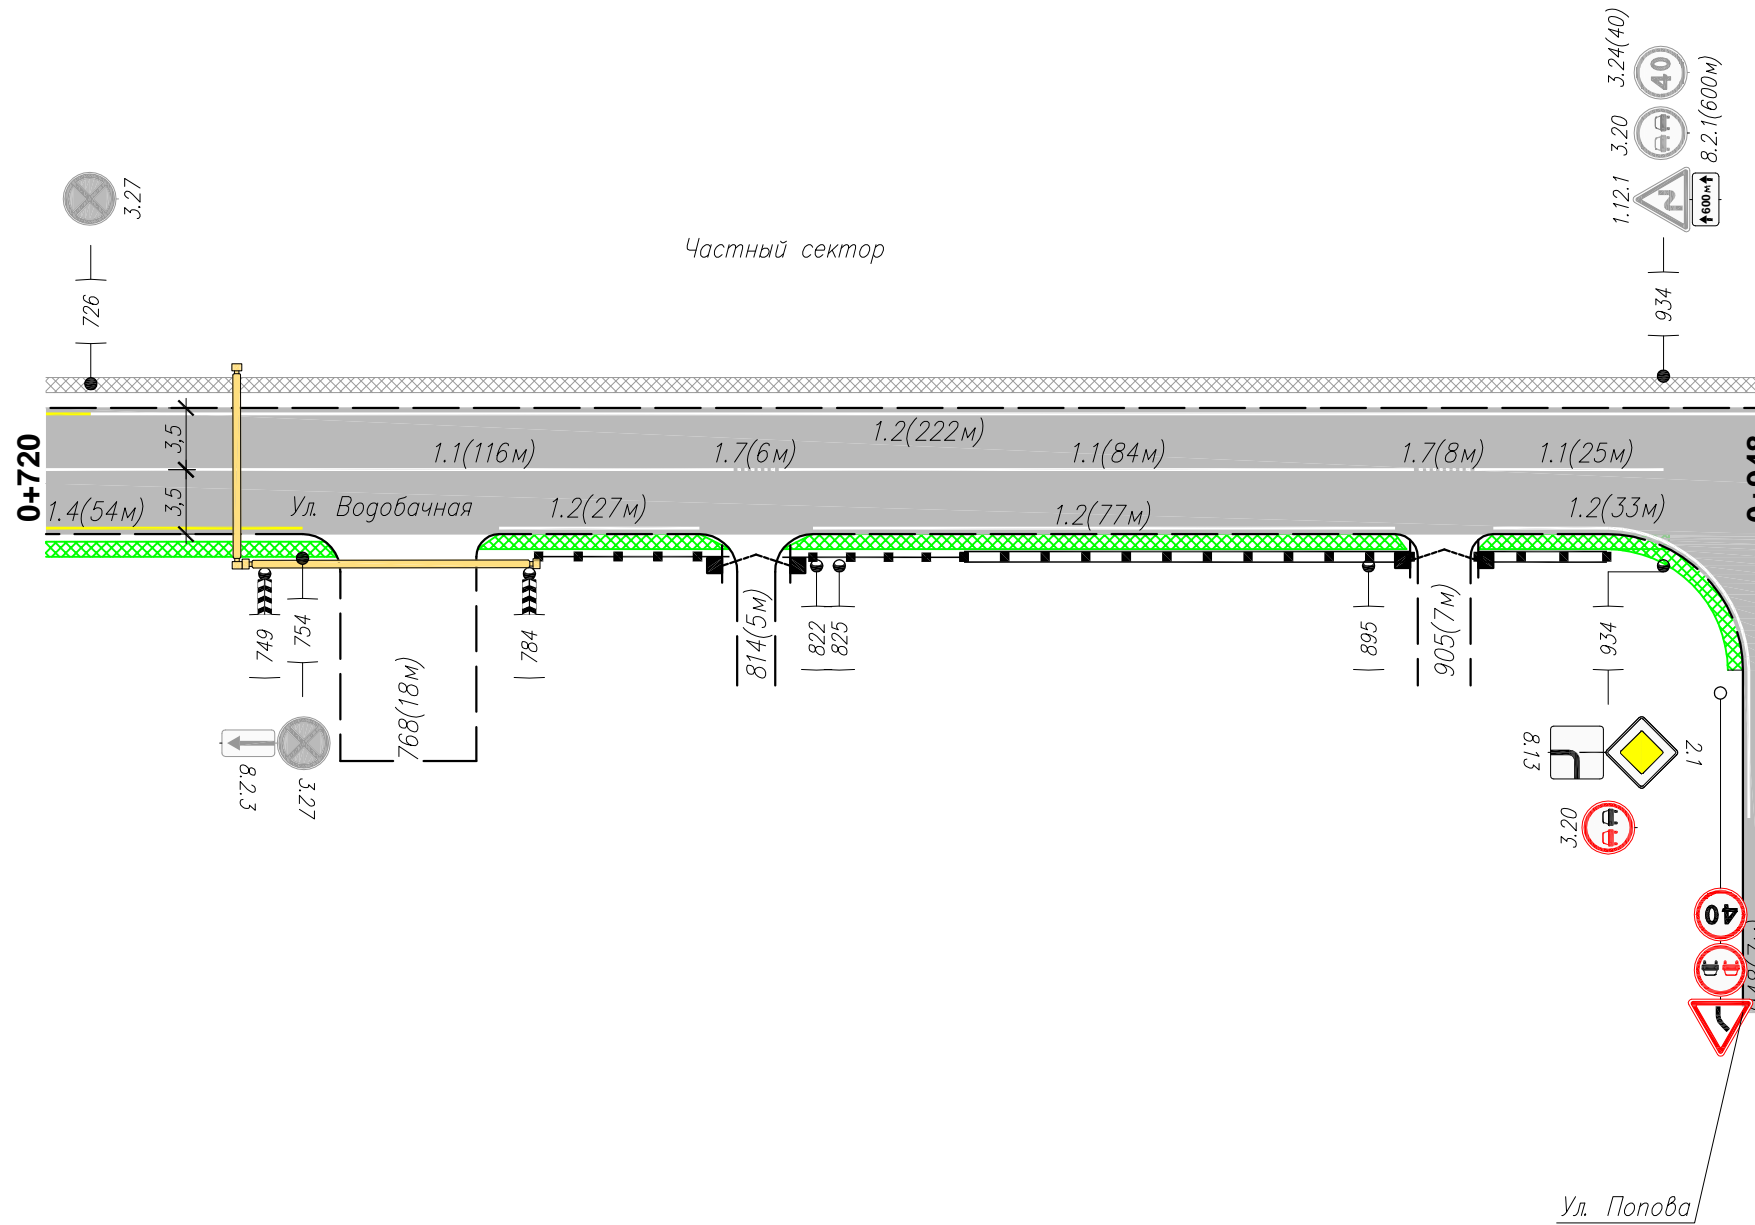 3.24(40)
40
3.20
8.2.1(600м)
1.12.1
600 м
3.27
Частный сектор
726
934
0+720
3,5
3,5
1.2(222м)
1.1(116м)
1.7(6м)
1.1(84м)
1.7(8м)
1.1(25м)
1.4(54м)
Ул. Водобачная
1.2(27м)
1.2(77м)
1.2(33м)
749
754
784
814(5м)
822
825
895
905(7м)
934
768(18м)
8.2.3
3.27
8.13
2.1
3.20
40
Ул. Попова